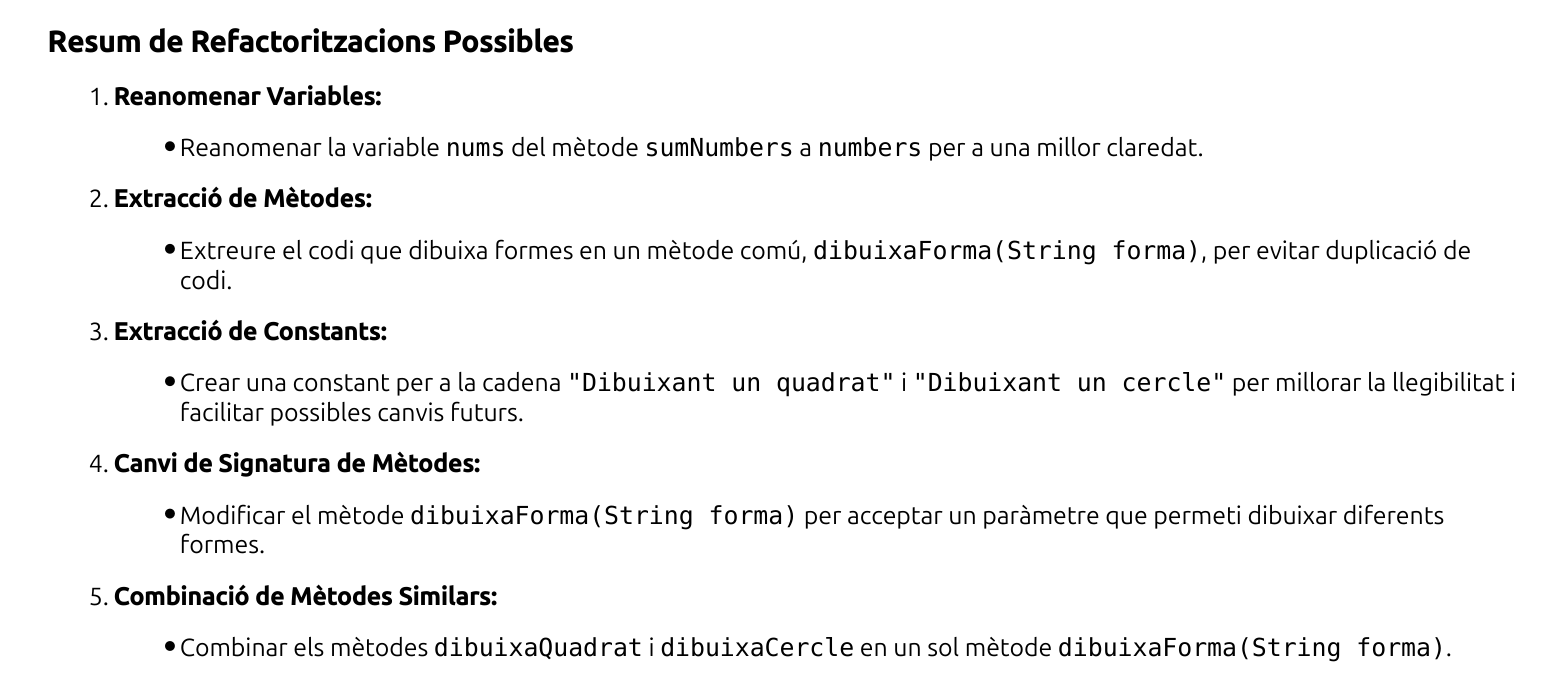 Resum de Refactoritzacions Possibles
1. Reanomenar Variables:
• Reanomenar la variable nums del mètode sumNumbers a numbers per a una millor claredat.
2. Extracció de Mètodes:
• Extreure el codi que dibuixa formes en un mètode comú, dibuixaForma(String forma), per evitar duplicació de
codi.
3. Extracció de Constants:
• Crear una constant per a la cadena "Dibuixant un quadrat" i "Dibuixant un cercle" per millorar la llegibilitat i
facilitar possibles canvis futurs.
4. Canvi de Signatura de Mètodes:
• Modificar el mètode dibuixaForma(String forma) per acceptar un paràmetre que permeti dibuixar diferents
formes.
5. Combinació de Mètodes Similars:
• Combinar els mètodes dibuixaQuadrat i dibuixaCercle en un sol mètode dibuixaForma(String forma).